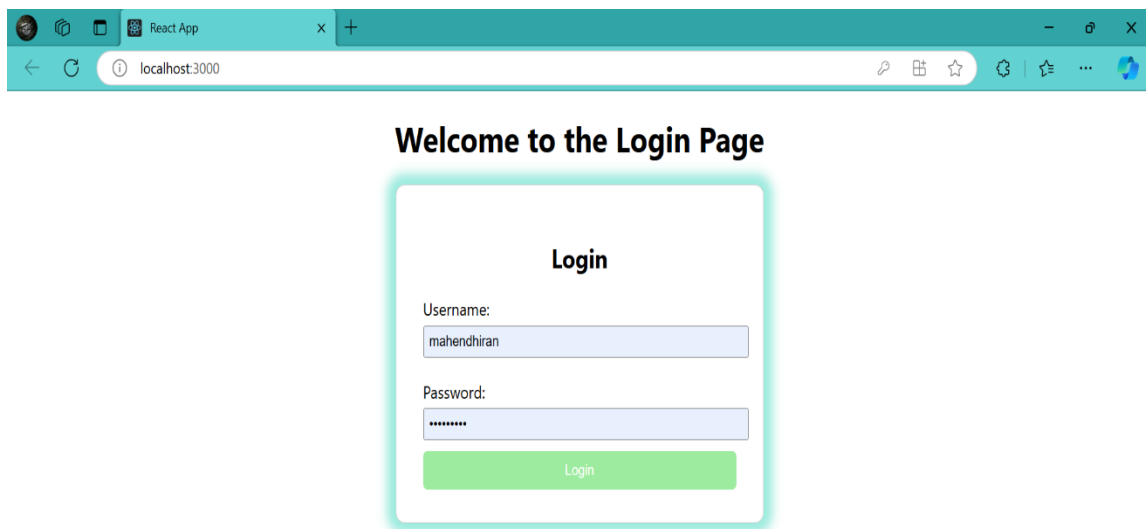 React App
localhost:3000
Welcome to the Login Page
Login
Username:
mahendhiran
Password:
•••••••••
Login